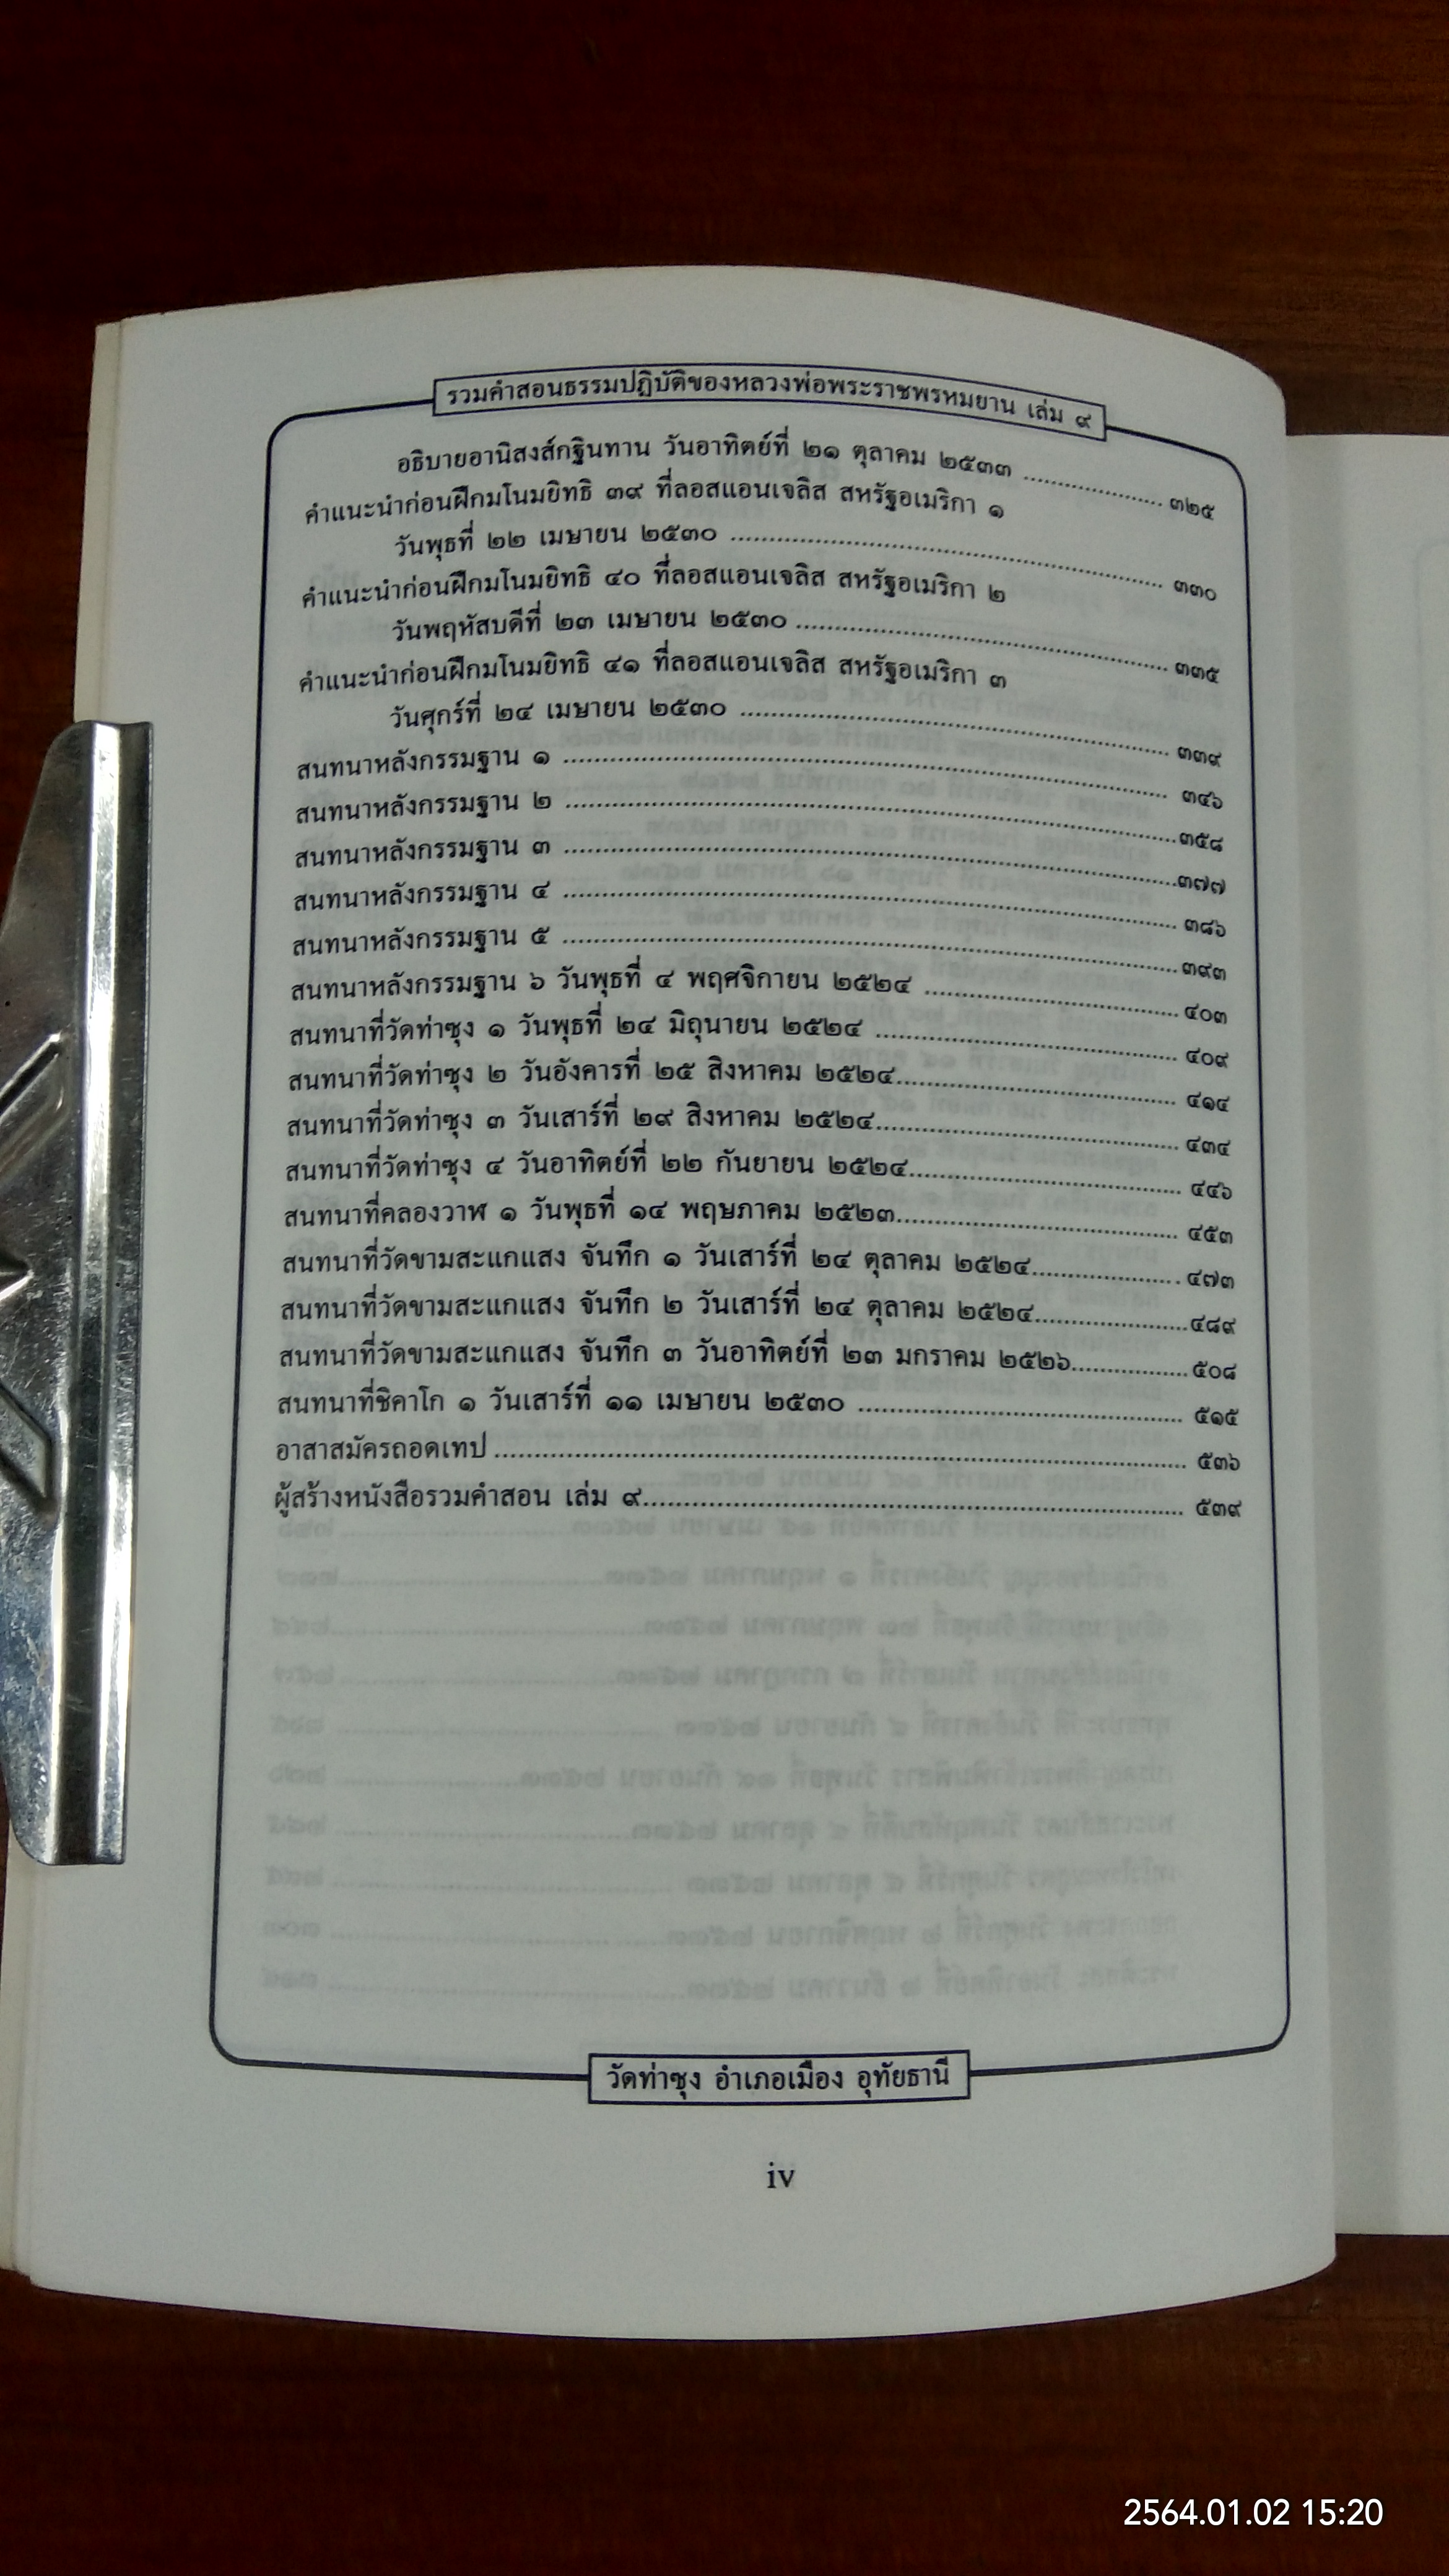 รวมคำสอนธรรมปฏิบัติของหลวงพ่อพระราชพรหมยาน เล่ม ๙
อธิบายอานิสงส์กฐินทาน วันอาทิตย์ที่ ๒๑ ตุลาคม ๒๕๓๓ .................... ๓๒๕
คำแนะนำก่อนฝึกมโนมยิทธิ ๓๙ ที่ลอสแอนเจลิส สหรัฐอเมริกา ๑
วันพุธที่ ๒๒ เมษายน ๒๕๓๐ .................... ๓๓๐
คำแนะนำก่อนฝึกมโนมยิทธิ ๔๐ ที่ลอสแอนเจลิส สหรัฐอเมริกา ๒
วันพฤหัสบดีที่ ๒๓ เมษายน ๒๕๓๐ .................... ๓๓๕
คำแนะนำก่อนฝึกมโนมยิทธิ ๔๑ ที่ลอสแอนเจลิส สหรัฐอเมริกา ๓
วันศุกร์ที่ ๒๔ เมษายน ๒๕๓๐ .................... ๓๓๙
สนทนาหลังกรรมฐาน ๑ .................... ๓๔๖
สนทนาหลังกรรมฐาน ๒ .................... ๓๕๘
สนทนาหลังกรรมฐาน ๓ .................... ๓๗๗
สนทนาหลังกรรมฐาน ๔ .................... ๓๘๖
สนทนาหลังกรรมฐาน ๕ .................... ๓๙๓
สนทนาหลังกรรมฐาน ๖ วันพุธที่ ๔ พฤศจิกายน ๒๕๒๔ .................... ๔๐๓
สนทนาที่วัดท่าซุง ๑ วันพุธที่ ๒๔ มิถุนายน ๒๕๒๔ .................... ๔๐๙
สนทนาที่วัดท่าซุง ๒ วันอังคารที่ ๒๕ สิงหาคม ๒๕๒๔.................... ๔๑๔
สนทนาที่วัดท่าซุง ๓ วันเสาร์ที่ ๒๙ สิงหาคม ๒๕๒๔.................... ๔๓๔
สนทนาที่วัดท่าซุง ๔ วันอาทิตย์ที่ ๒๒ กันยายน ๒๕๒๔.................... ๔๔๖
สนทนาที่คลองวาฬ ๑ วันพุธที่ ๑๔ พฤษภาคม ๒๕๒๓.................... ๔๕๓
สนทนาที่วัดขามสะแกแสง จันทึก ๑ วันเสาร์ที่ ๒๔ ตุลาคม ๒๕๒๔.................... ๔๗๓
สนทนาที่วัดขามสะแกแสง จันทึก ๒ วันเสาร์ที่ ๒๔ ตุลาคม ๒๕๒๔....................๔๘๙
สนทนาที่วัดขามสะแกแสง จันทึก ๓ วันอาทิตย์ที่ ๒๓ มกราคม ๒๕๒๖................๕๐๘
สนทนาที่ชิคาโก ๑ วันเสาร์ที่ ๑๑ เมษายน ๒๕๓๐ .................... ๕๑๕
อาสาสมัครถอดเทป .................... ๕๓๖
ผู้สร้างหนังสือรวมคำสอน เล่ม ๙.................... ๕๓๙
วัดท่าซุง อำเภอเมือง อุทัยธานี
iv
2564.01.02 15:20